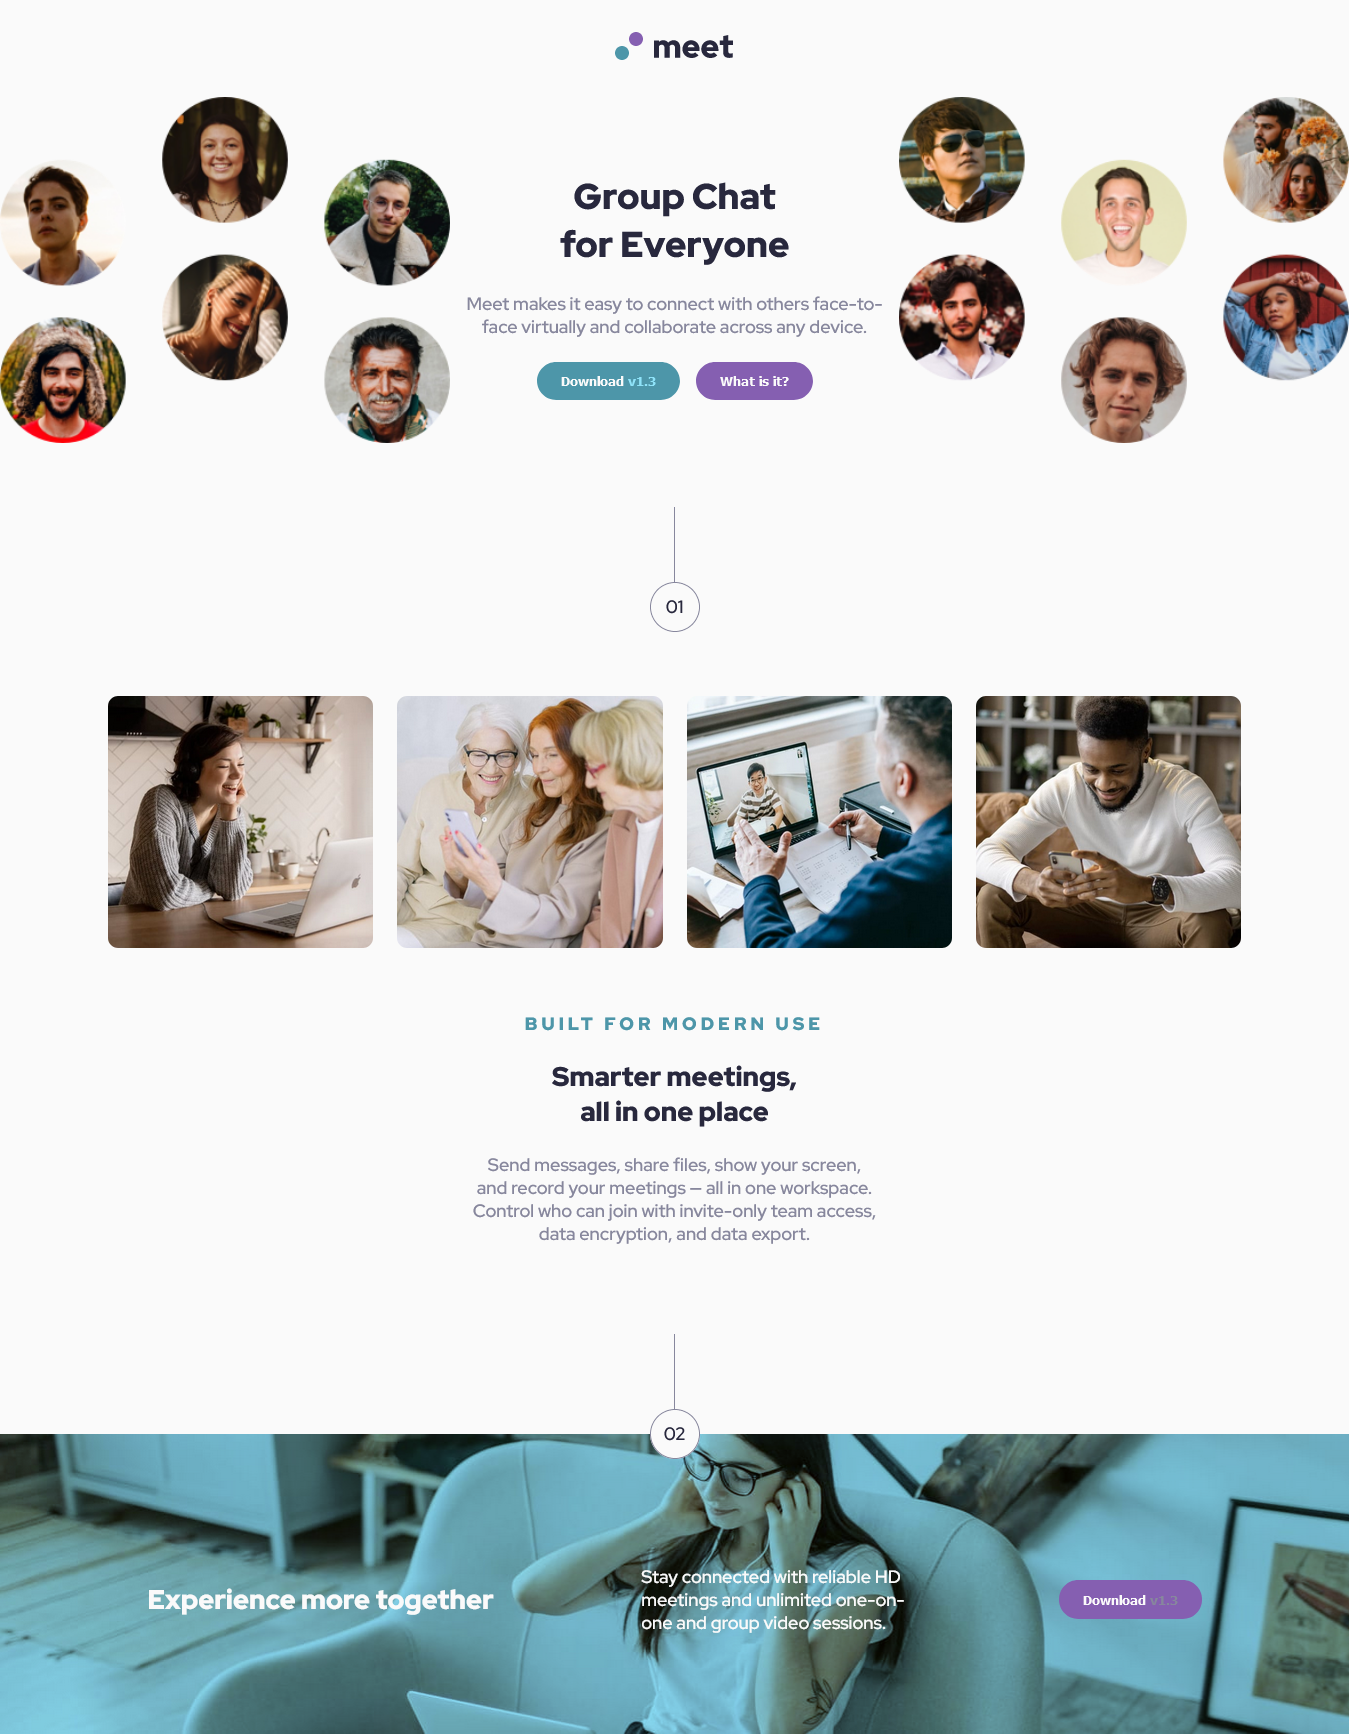 meet
Group Chat
for Everyone
Meet makes it easy to connect with others face-to-
face virtually and collaborate across any device.
Download v1.3
What is it?
01
BUILT FOR MODERN USE
Smarter meetings,
all in one place
Send messages, share files, show your screen,
and record your meetings — all in one workspace.
Control who can join with invite-only team access,
data encryption, and data export.
02
Experience more together
Stay connected with reliable HD
meetings and unlimited one-on-
one and group video sessions.
Download v1.3